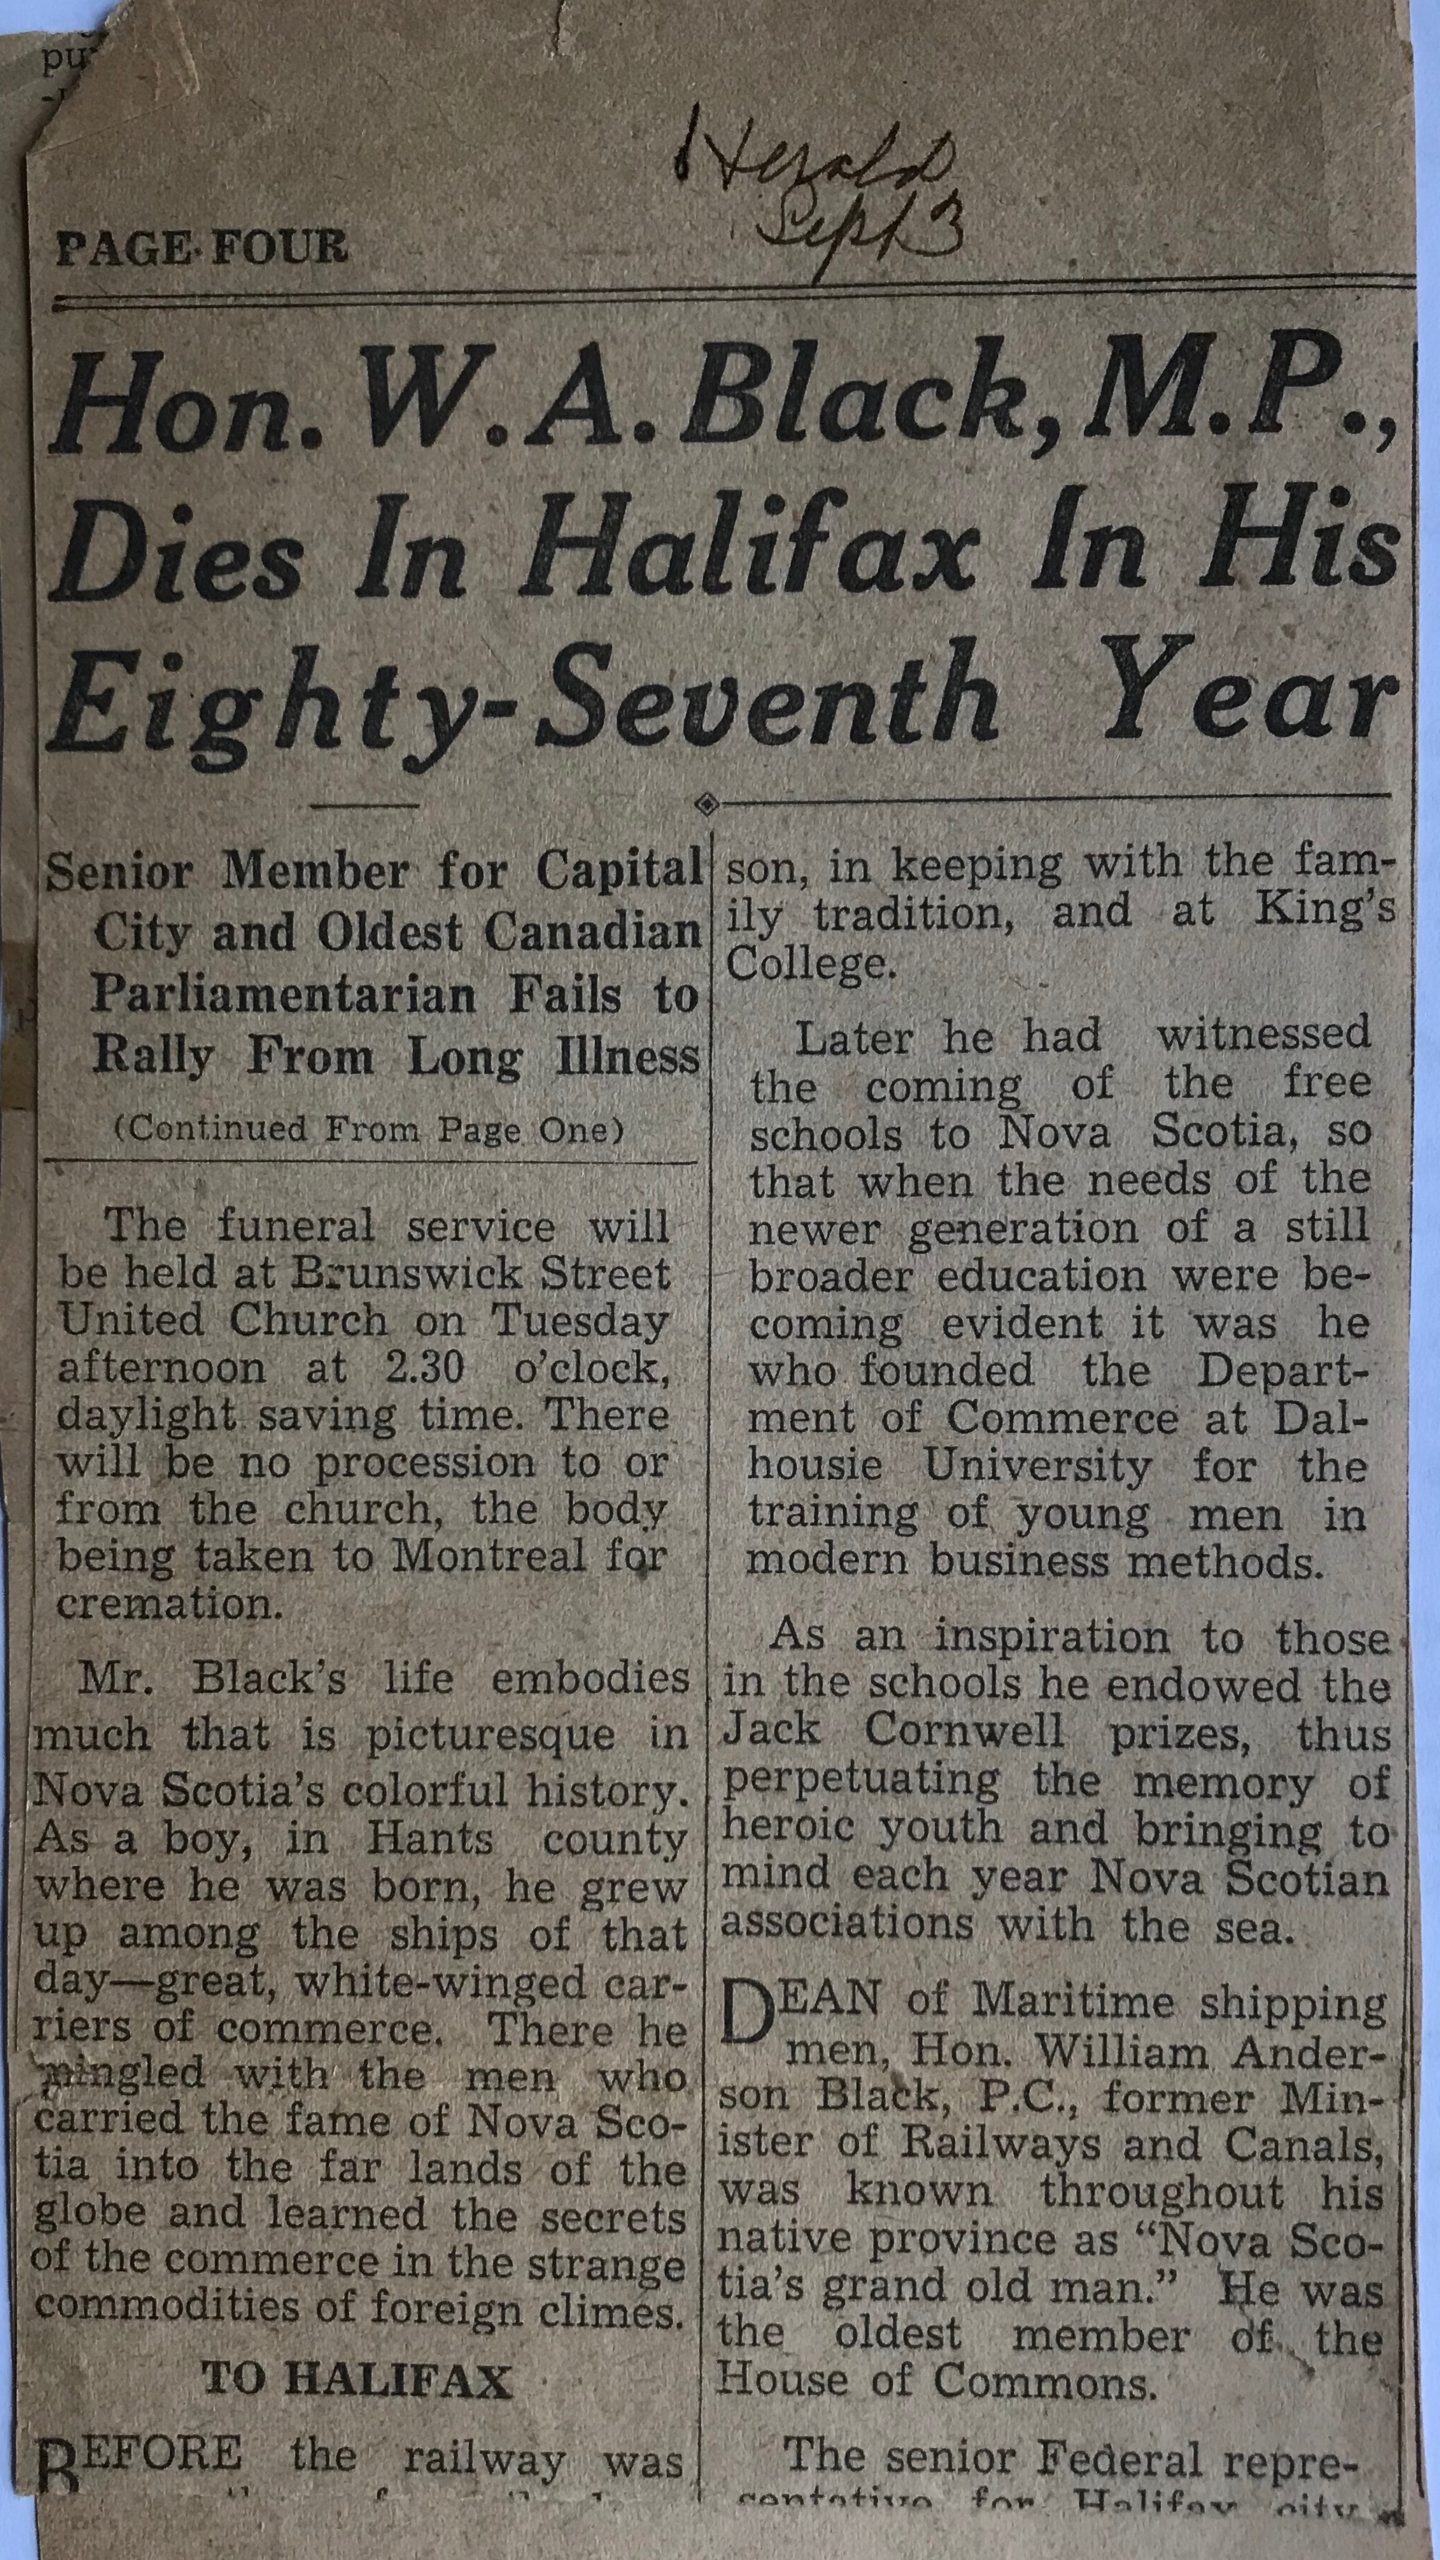 pu
Herald
Sept 3
PAGE FOUR
Hon. W. A. Black, M. P.,
Dies In Halifax In His
Eighty-Seventh Year
Senior Member for Capital
City and Oldest Canadian
Parliamentarian Fails to
Rally From Long Illness
(Continued From Page One)
The funeral service will
be held at Brunswick Street
United Church on Tuesday
afternoon at 2.30 o'clock,
daylight saving time. There
will be no procession to or
from the church, the body
being taken to Montreal for
cremation.
Mr. Black's life embodies
much that is picturesque in
Nova Scotia's colorful history.
As a boy, in Hants county
where he was born, he grew
up among the ships of that
day—great, white-winged car-
riers of commerce. There he
mingled with the men who
carried the fame of Nova Sco-
tia into the far lands of the
globe and learned the secrets
of the commerce in the strange
commodities of foreign climes.
TO HALIFAX
BEFORE the railway was
son, in keeping with the fam-
ily tradition, and at King's
College.
Later he had witnessed
the coming of the free
schools to Nova Scotia, so
that when the needs of the
newer generation of a still
broader education were be-
coming evident it was he
who founded the Depart-
ment of Commerce at Dal-
housie University for the
training of young men in
modern business methods.
As an inspiration to those
in the schools he endowed the
Jack Cornwell prizes, thus
perpetuating the memory of
heroic youth and bringing to
mind each year Nova Scotian
associations with the sea.
DEAN of Maritime shipping
men, Hon. William Ander-
son Black, P.C., former Min-
ister of Railways and Canals,
was known throughout his
native province as "Nova Sco-
tia's grand old man." He was
the oldest member of the
House of Commons.
The senior Federal repre-
sentative for Halifax city